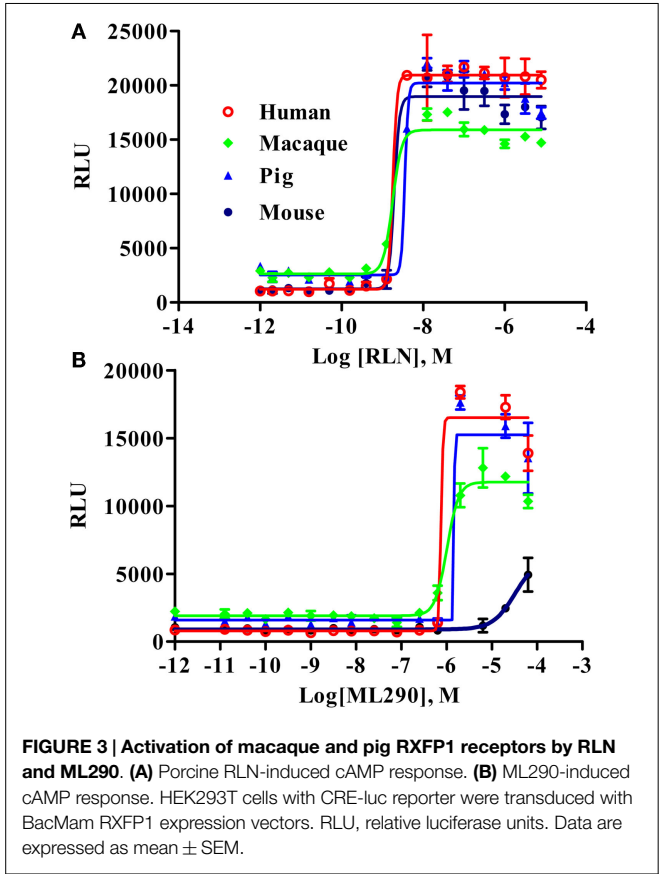 A
25000
20000
15000
10000
5000
0
RLU
Human
Macaque
Pig
Mouse
-14 -12 -10 -8 -6 -4
Log [RLN], M
B
20000
15000
10000
5000
0
RLU
-12 -11 -10 -9 -8 -7 -6 -5 -4 -3
Log[ML290], M
FIGURE 3 | Activation of macaque and pig RXFP1 receptors by RLN
and ML290. (A) Porcine RLN-induced cAMP response. (B) ML290-induced
cAMP response. HEK293T cells with CRE-luc reporter were transduced with
BacMam RXFP1 expression vectors. RLU, relative luciferase units. Data are
expressed as mean ± SEM.